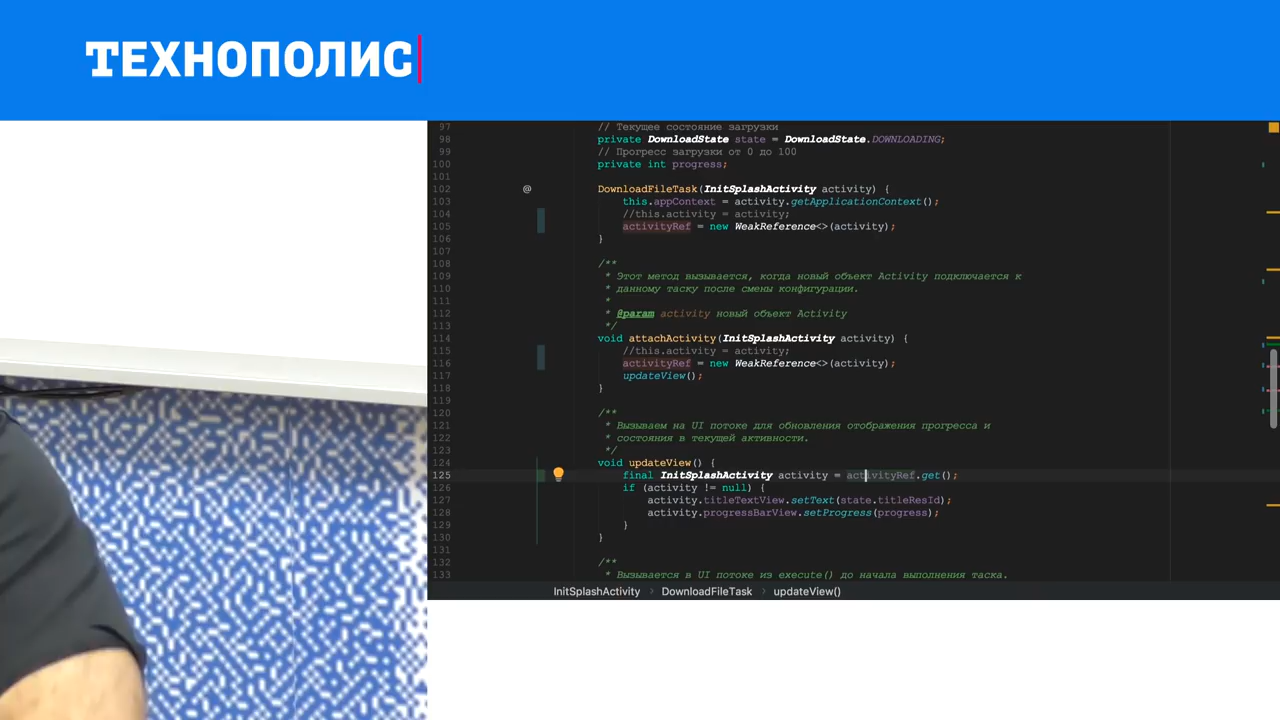 ТЕХНОПОЛИС
97 // Текущее состояние загрузки
98 private DownloadState state = DownloadState.DOWNLOADING;
99 // Прогресс загрузки от 0 до 100
100 private int progress;
101
102 @ DownloadFileTask(InitSplashActivity activity) {
103 this.appContext = activity.getApplicationContext();
104 //this.activity = activity;
105 activityRef = new WeakReference<>(activity);
106 }
107
108 /**
109 * Этот метод вызывается, когда новый объект Activity подключается к
110 * данному таску после смены конфигурации.
111 *
112 * @param activity новый объект Activity
113 */
114 void attachActivity(InitSplashActivity activity) {
115 //this.activity = activity;
116 activityRef = new WeakReference<>(activity);
117 updateView();
118 }
119
120 /**
121 * Вызываем на UI потоке для обновления отображения прогресса и
122 * состояния в текущей активности.
123 */
124 void updateView() {
125 final InitSplashActivity activity = activityRef.get();
126 if (activity != null) {
127 activity.titleTextView.setText(state.titleResId);
128 activity.progressBarView.setProgress(progress);
129 }
130 }
131
132 /**
133 * Вызывается в UI потоке из execute() до начала выполнения таска.
InitSplashActivity › DownloadFileTask › updateView()